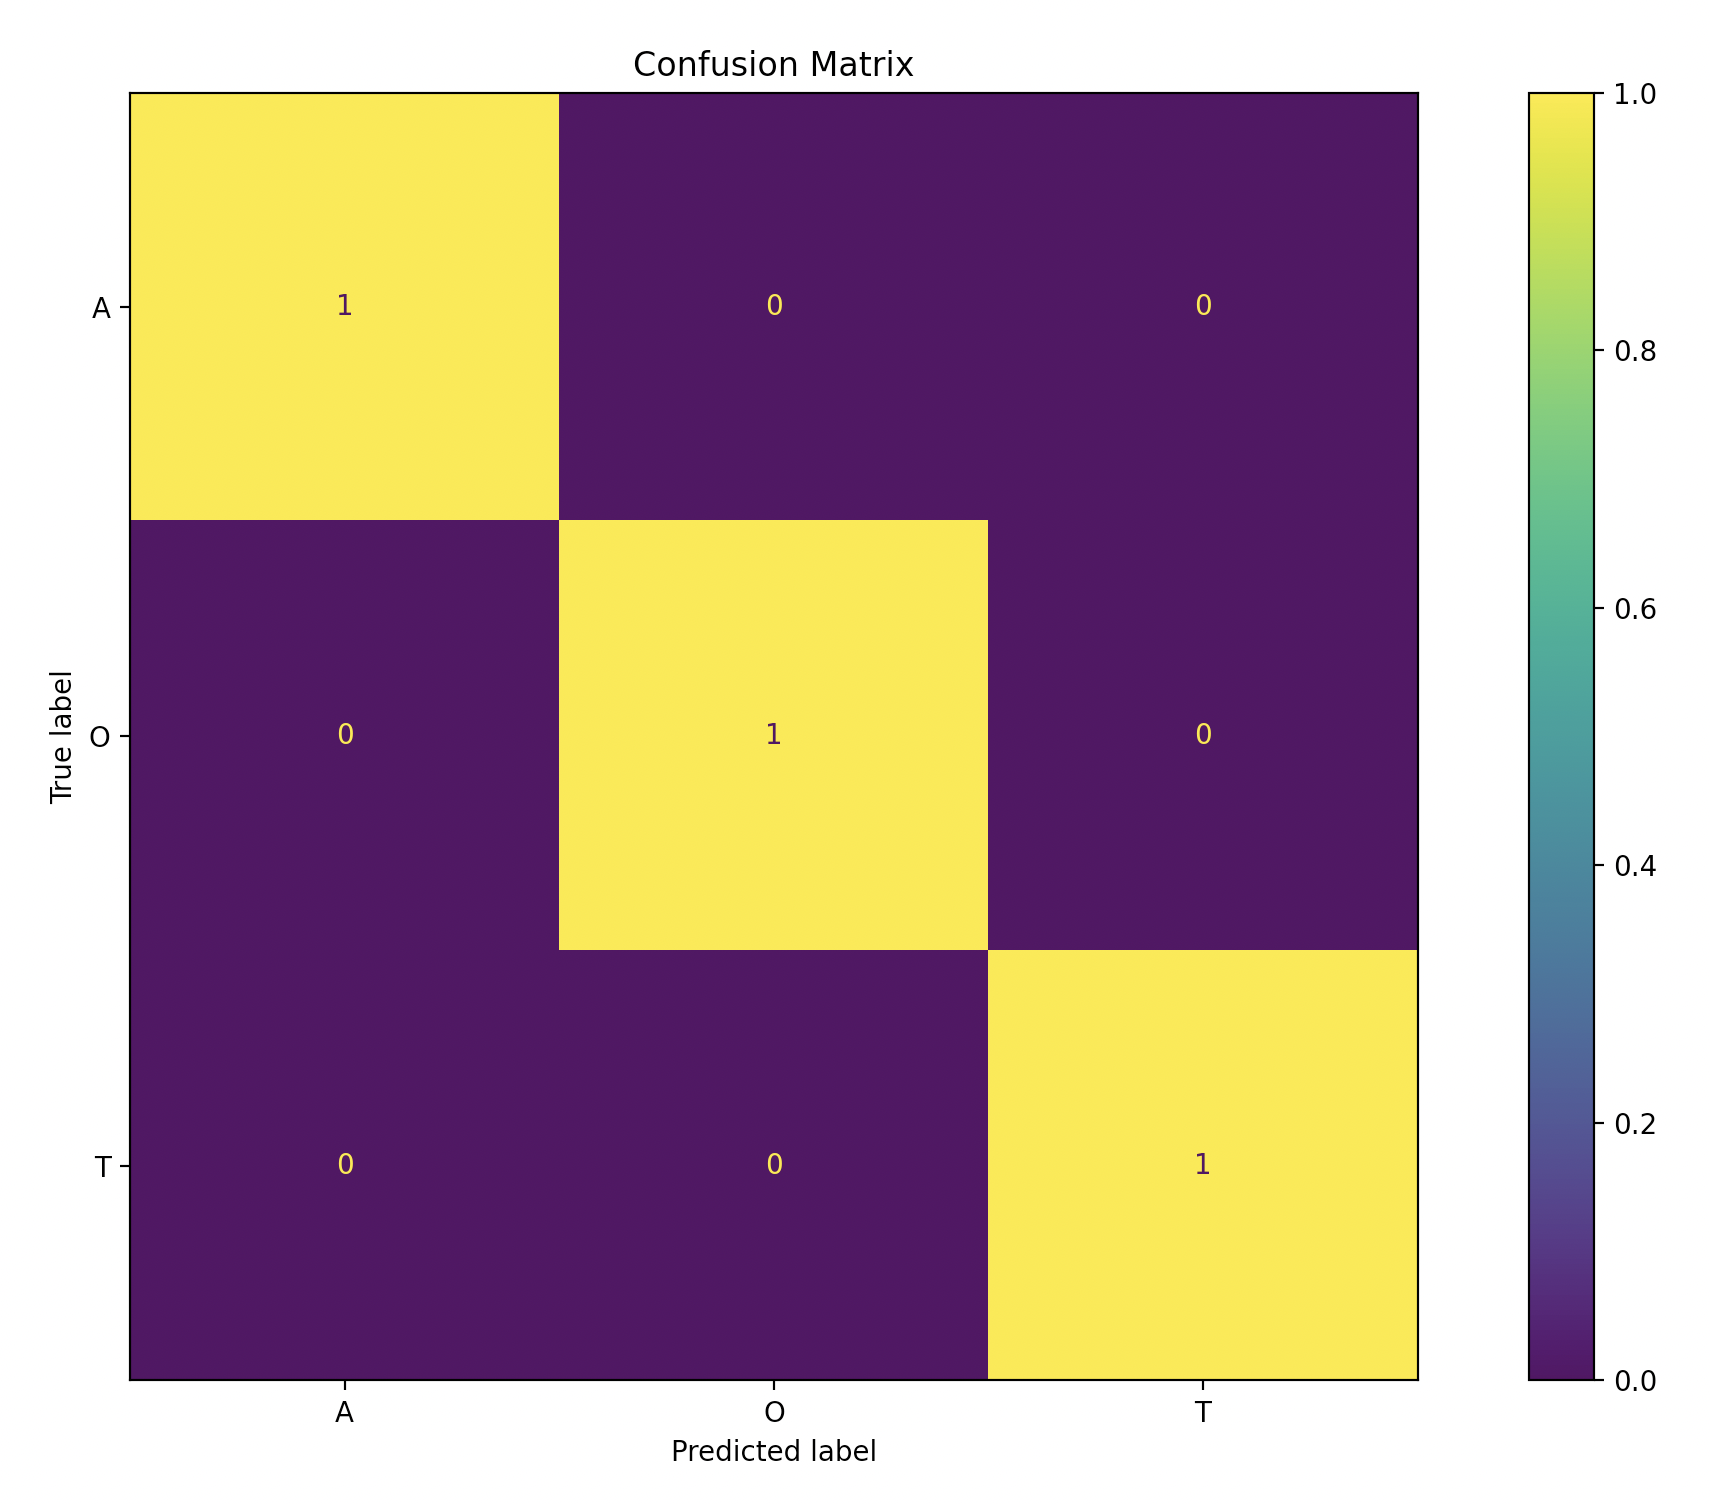 Confusion Matrix
A 1 0 0
O 0 1 0
T 0 0 1
A O T
True label
Predicted label
1.0
0.8
0.6
0.4
0.2
0.0